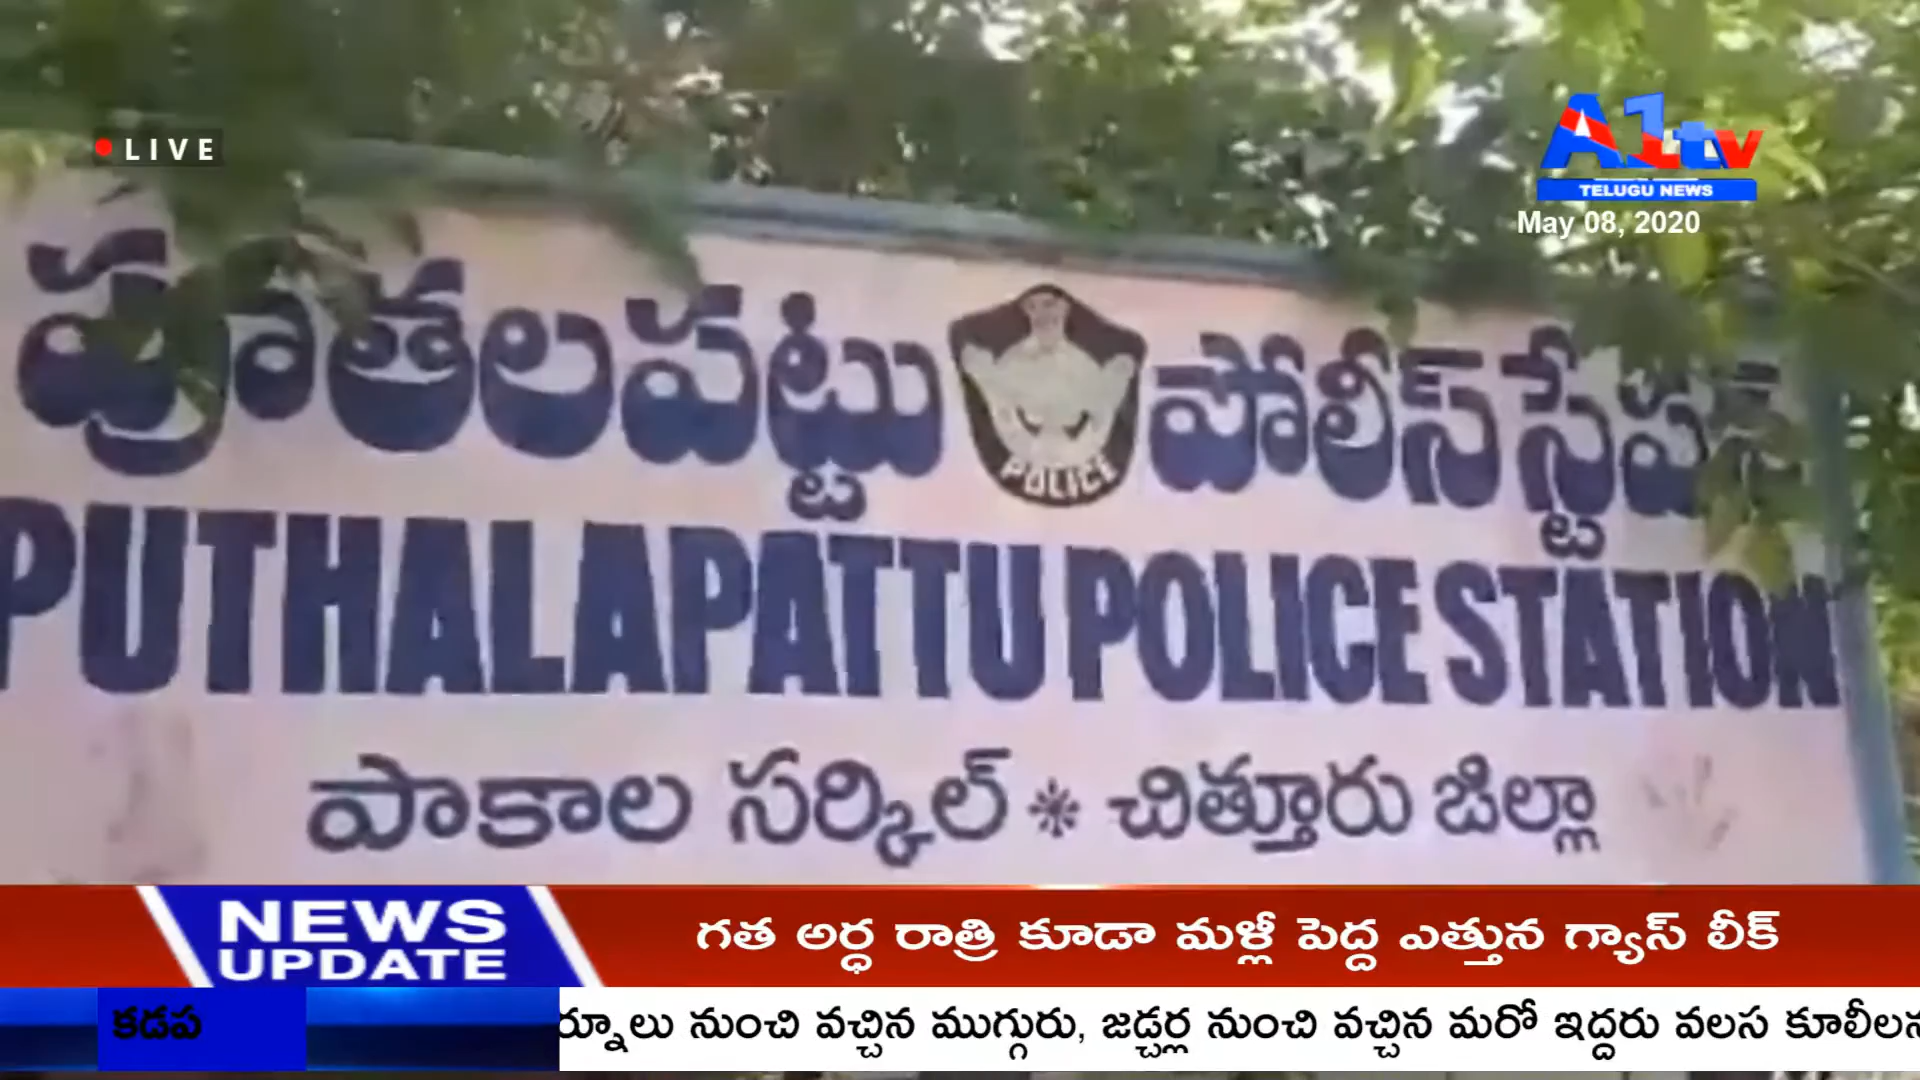 LIVE
A1tv
TELUGU NEWS
May 08, 2020
పూతలపట్టు పోలీస్ స్టేషన్
POLICE
PUTHALAPATTU POLICE STATION
పాకాల సర్కిల్ * చిత్తూరు జిల్లా
NEWS
UPDATE
గత అర్ధ రాత్రి కూడా మళ్లీ పెద్ద ఎత్తున గ్యాస్ లీక్
కడప
నుంచి వచ్చిన ముగ్గురు, జడ్చర్ల నుంచి వచ్చిన మరో ఇద్దరు వలస